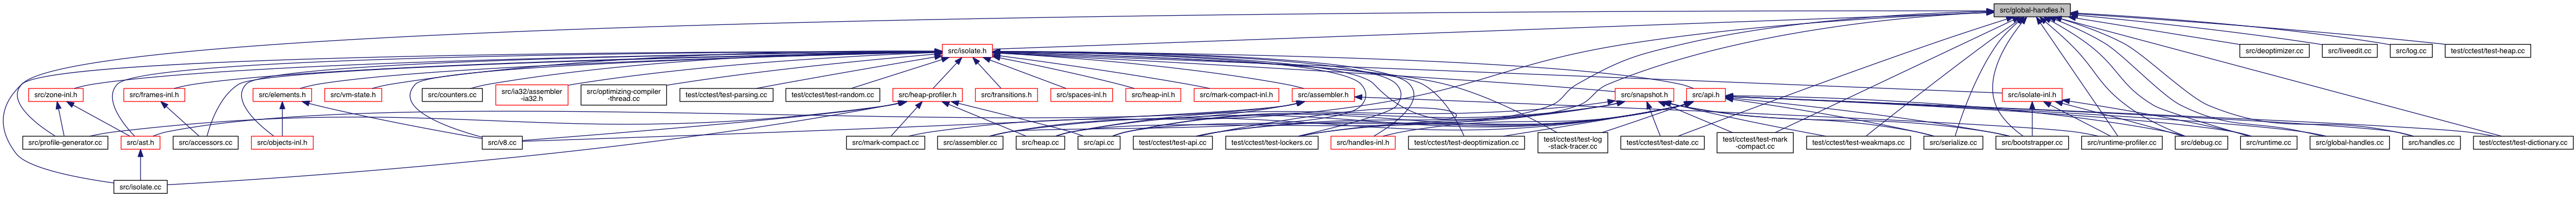 src/global-handles.h
src/isolate.h
src/deoptimizer.cc
src/liveedit.cc
src/log.cc
test/cctest/test-heap.cc
src/zone-inl.h
src/frames-inl.h
src/elements.h
src/vm-state.h
src/counters.cc
src/ia32/assembler
-ia32.h
src/optimizing-compiler
-thread.cc
test/cctest/test-parsing.cc
test/cctest/test-random.cc
src/heap-profiler.h
src/transitions.h
src/spaces-inl.h
src/heap-inl.h
src/mark-compact-inl.h
src/assembler.h
src/snapshot.h
src/api.h
src/isolate-inl.h
src/profile-generator.cc
src/ast.h
src/accessors.cc
src/objects-inl.h
src/v8.cc
src/mark-compact.cc
src/assembler.cc
src/heap.cc
src/api.cc
test/cctest/test-api.cc
test/cctest/test-lockers.cc
src/handles-inl.h
test/cctest/test-deoptimization.cc
test/cctest/test-log
-stack-tracer.cc
test/cctest/test-date.cc
test/cctest/test-mark
-compact.cc
test/cctest/test-weakmaps.cc
src/serialize.cc
src/bootstrapper.cc
src/runtime-profiler.cc
src/debug.cc
src/runtime.cc
src/global-handles.cc
src/handles.cc
test/cctest/test-dictionary.cc
src/isolate.cc